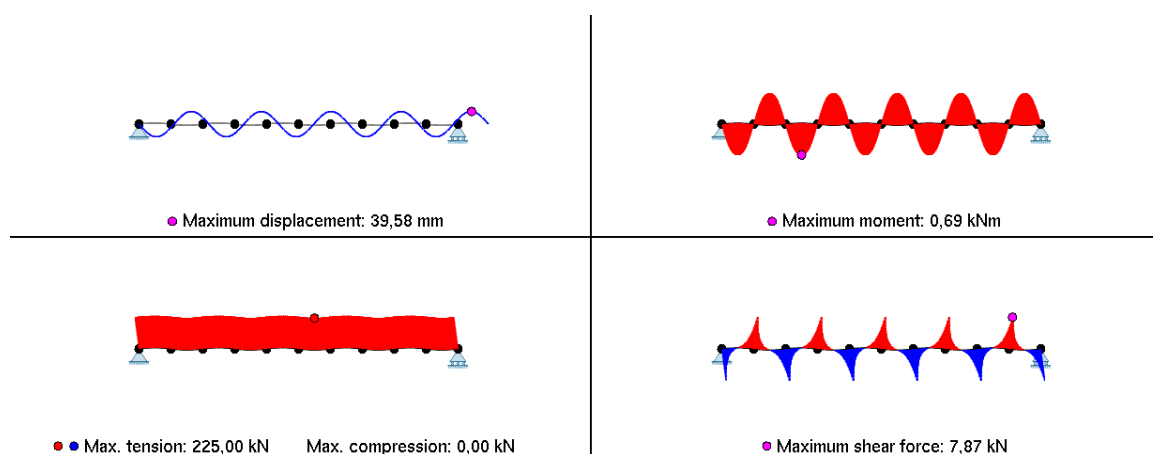 Maximum displacement: 39,58 mm
Maximum moment: 0,69 kNm
Max. tension: 225,00 kN Max. compression: 0,00 kN
Maximum shear force: 7,87 kN